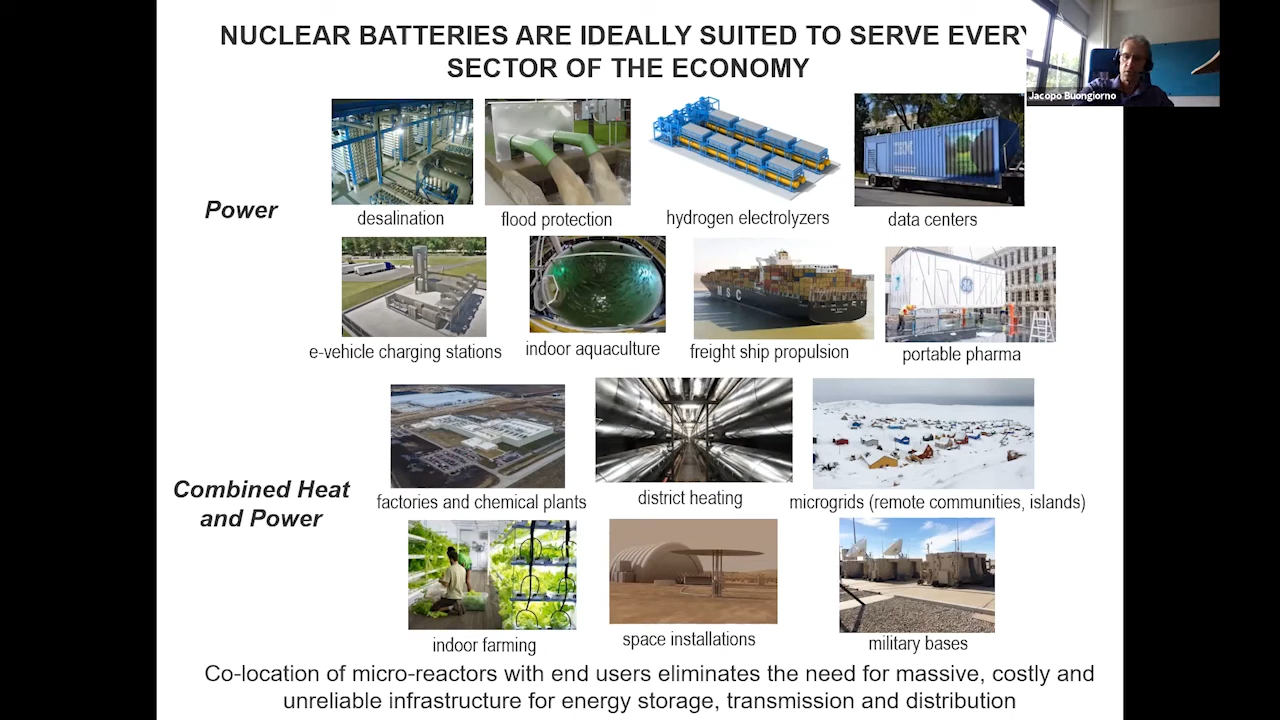 NUCLEAR BATTERIES ARE IDEALLY SUITED TO SERVE EVERY
SECTOR OF THE ECONOMY
Jacopo Buongiorno
Power
desalination
flood protection
hydrogen electrolyzers
IBM
data centers
e-vehicle charging stations
indoor aquaculture
MSC
freight ship propulsion
GE
portable pharma
Combined Heat
and Power
factories and chemical plants
district heating
microgrids (remote communities, islands)
indoor farming
space installations
military bases
Co-location of micro-reactors with end users eliminates the need for massive, costly and
unreliable infrastructure for energy storage, transmission and distribution